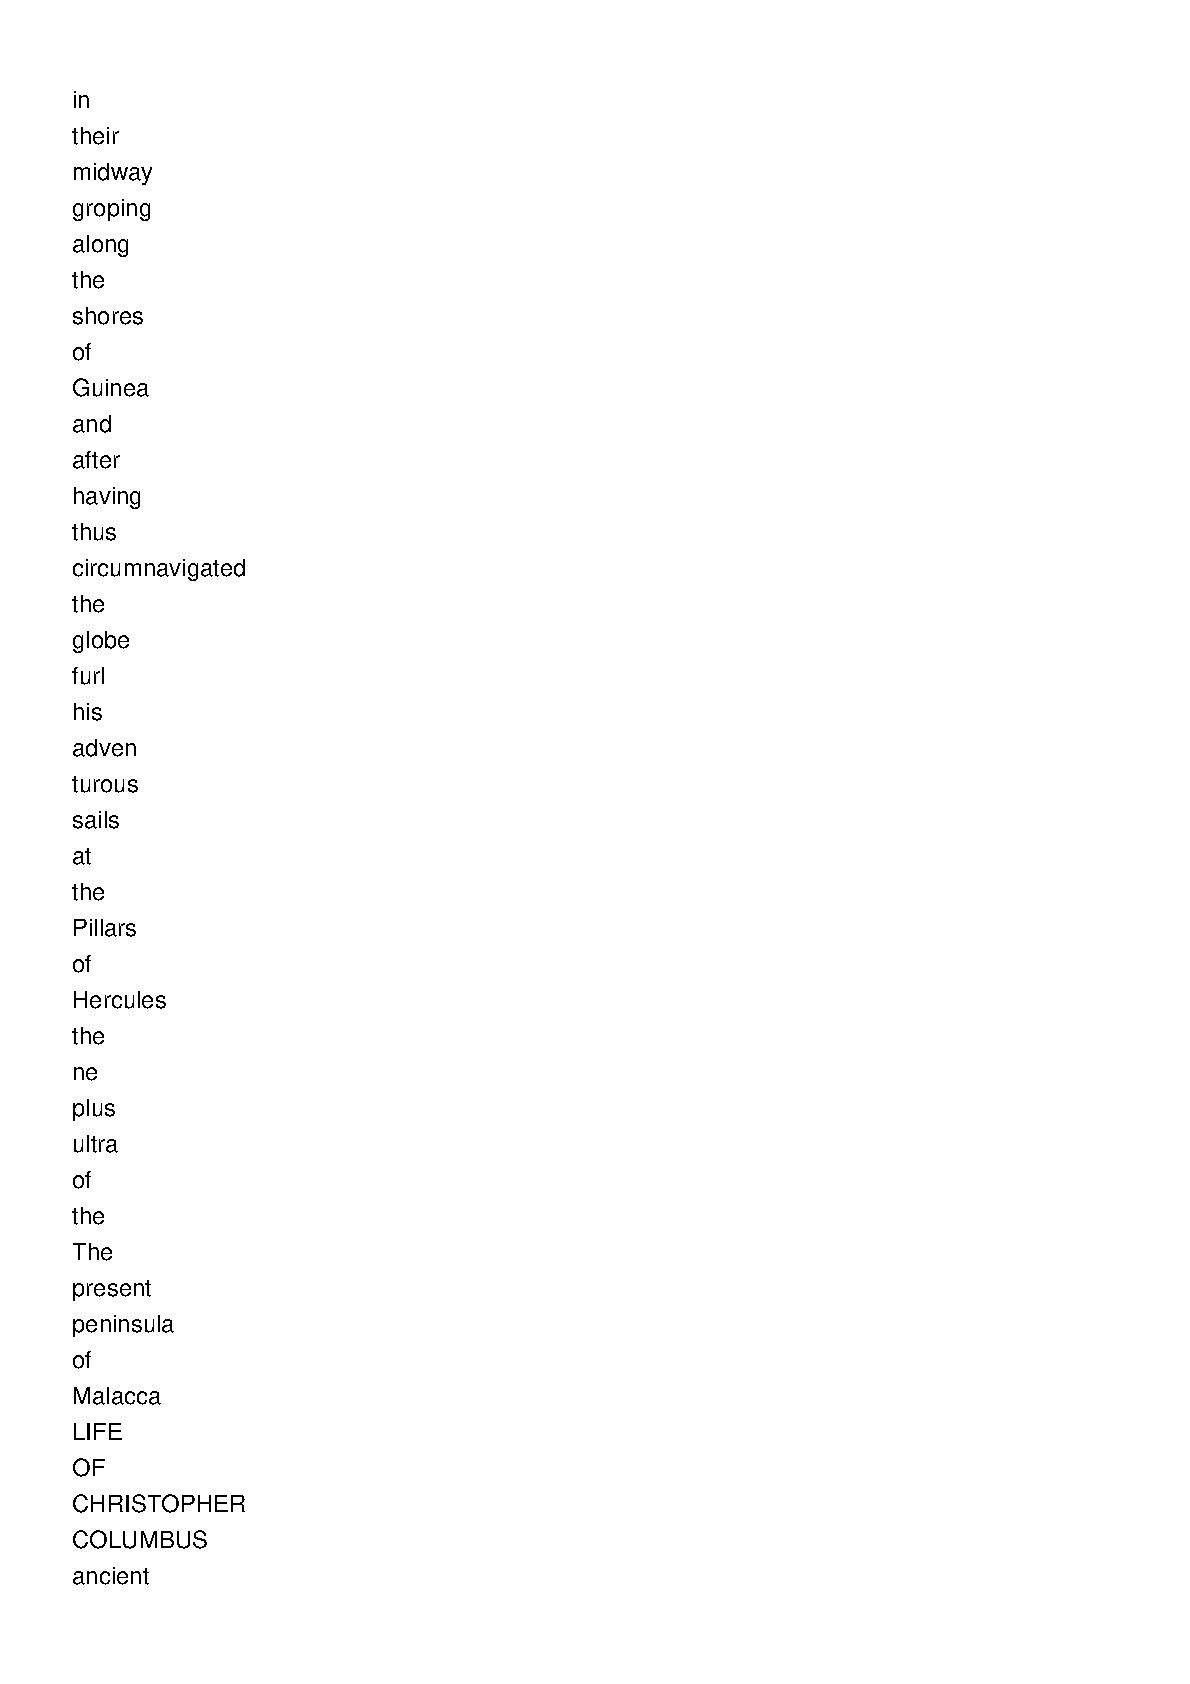 in
their
midway
groping
along
the
shores
of
Guinea
and
after
having
thus
circumnavigated
the
globe
furl
his
adven
turous
sails
at
the
Pillars
of
Hercules
the
ne
plus
ultra
of
the
The
present
peninsula
of
Malacca
LIFE
OF
CHRISTOPHER
COLUMBUS
ancient